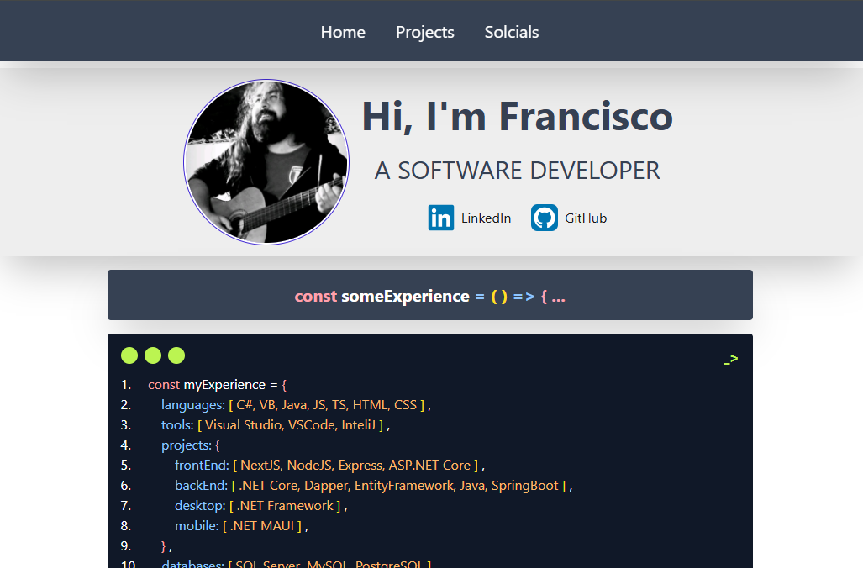 Home Projects Solcials
Hi, I'm Francisco
A SOFTWARE DEVELOPER
LinkedIn GitHub
const someExperience = ( ) => { ...
_>
1. const myExperience = {
2. languages: [ C#, VB, Java, JS, TS, HTML, CSS ] ,
3. tools: [ Visual Studio, VSCode, InteliJ ] ,
4. projects: {
5. frontEnd: [ NextJS, NodeJS, Express, ASP.NET Core ] ,
6. backEnd: [ .NET Core, Dapper, EntityFramework, Java, SpringBoot ] ,
7. desktop: [ .NET Framework ] ,
8. mobile: [ .NET MAUI ] ,
9. } ,
10. databases: [ SQL Server, MySQL, PostgreSQL ]